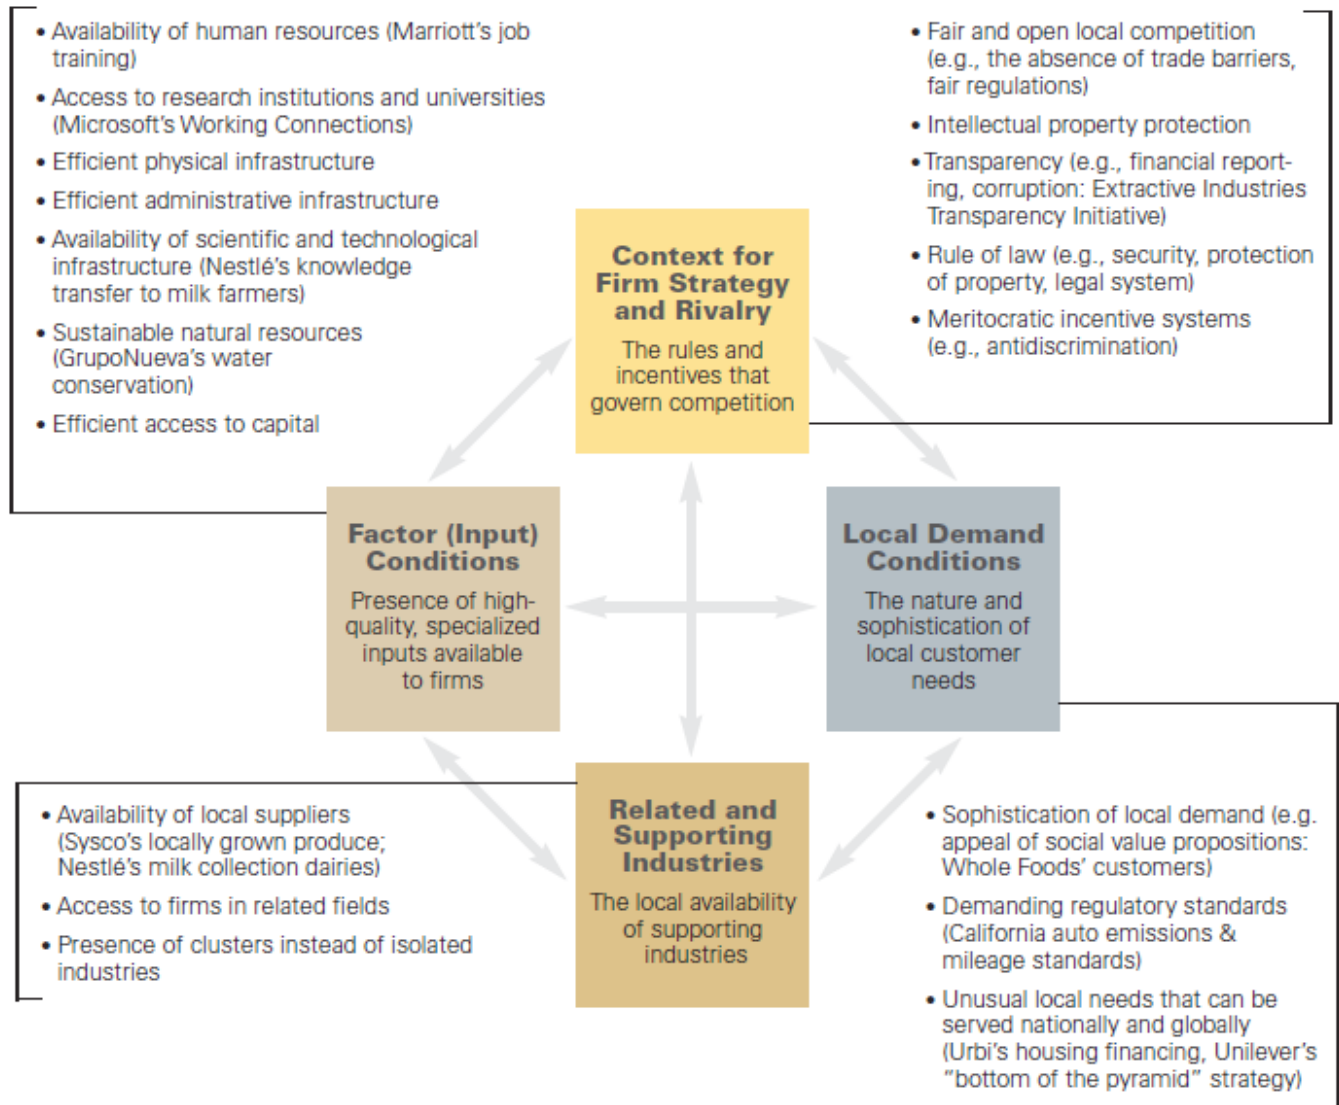 • Availability of human resources (Marriott's job
training)
• Access to research institutions and universities
(Microsoft's Working Connections)
• Efficient physical infrastructure
• Efficient administrative infrastructure
• Availability of scientific and technological
infrastructure (Nestlé's knowledge
transfer to milk farmers)
• Sustainable natural resources
(GrupoNueva's water
conservation)
• Efficient access to capital
• Fair and open local competition
(e.g., the absence of trade barriers,
fair regulations)
• Intellectual property protection
• Transparency (e.g., financial report-
ing, corruption: Extractive Industries
Transparency Initiative)
• Rule of law (e.g., security, protection
of property, legal system)
• Meritocratic incentive systems
(e.g., antidiscrimination)
Context for
Firm Strategy
and Rivalry
The rules and
incentives that
govern competition
Factor (Input)
Conditions
Presence of high-
quality, specialized
inputs available
to firms
Local Demand
Conditions
The nature and
sophistication of
local customer
needs
Related and
Supporting
Industries
The local availability
of supporting
industries
• Availability of local suppliers
(Sysco's locally grown produce;
Nestlé's milk collection dairies)
• Access to firms in related fields
• Presence of clusters instead of isolated
industries
• Sophistication of local demand (e.g.
appeal of social value propositions:
Whole Foods' customers)
• Demanding regulatory standards
(California auto emissions &
mileage standards)
• Unusual local needs that can be
served nationally and globally
(Urbi's housing financing, Unilever's
"bottom of the pyramid" strategy)